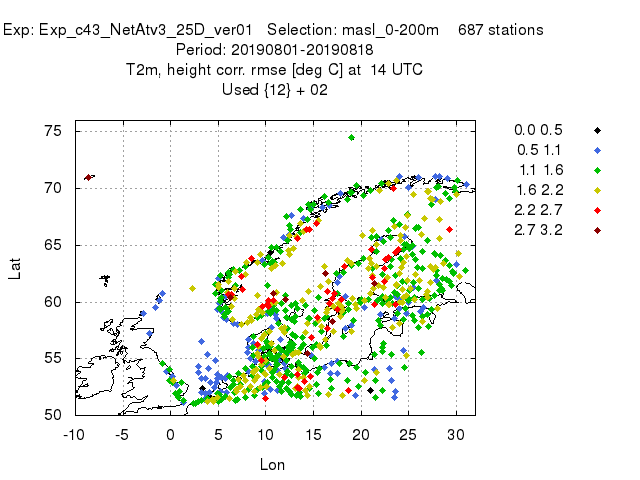 Exp: Exp_c43_NetAtv3_25D_ver01 Selection: masl_0-200m 687 stations
Period: 20190801-20190818
T2m, height corr. rmse [deg C] at 14 UTC
Used {12} + 02
0.0 0.5
0.5 1.1
1.1 1.6
1.6 2.2
2.2 2.7
2.7 3.2
Lat
75
70
65
60
55
50
-10 -5 0 5 10 15 20 25 30
Lon